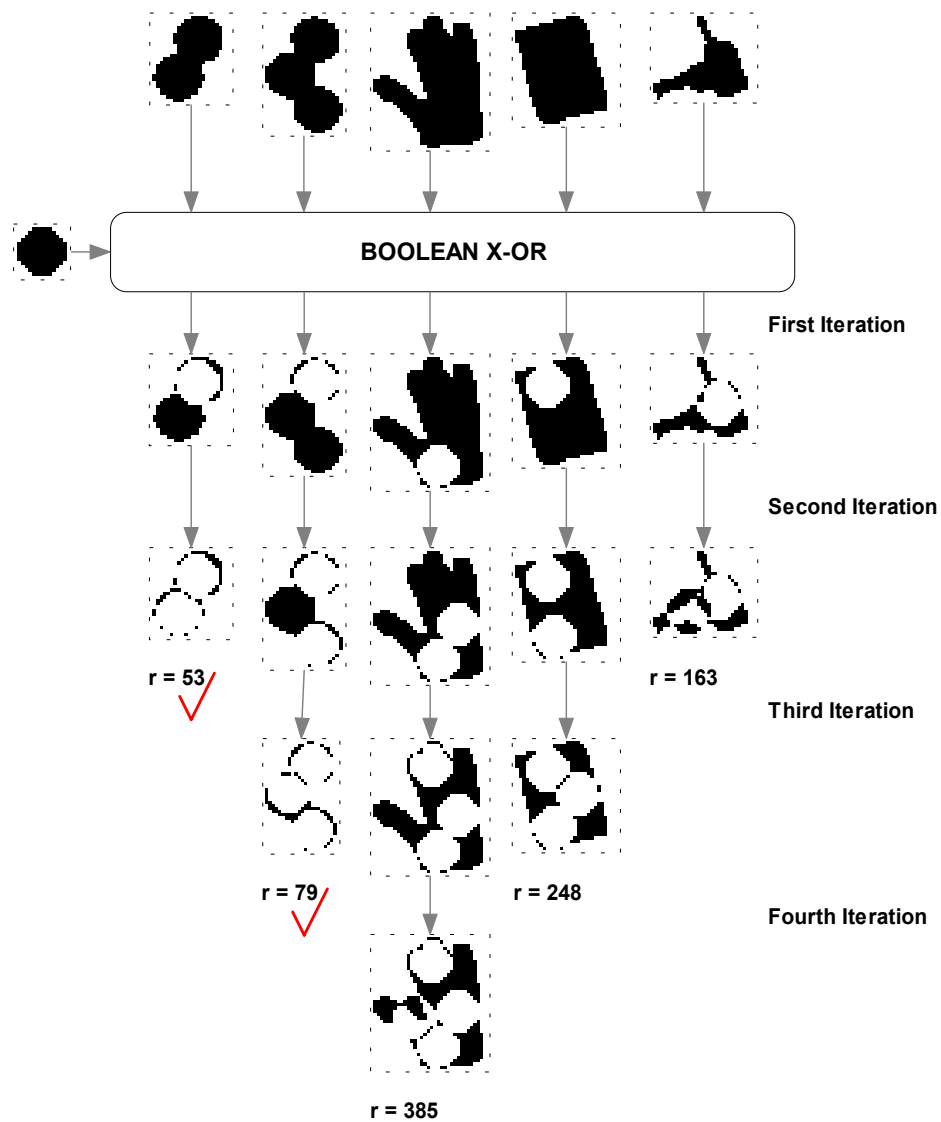 BOOLEAN X-OR
First Iteration
Second Iteration
r = 53
r = 163
Third Iteration
r = 79
r = 248
Fourth Iteration
r = 385